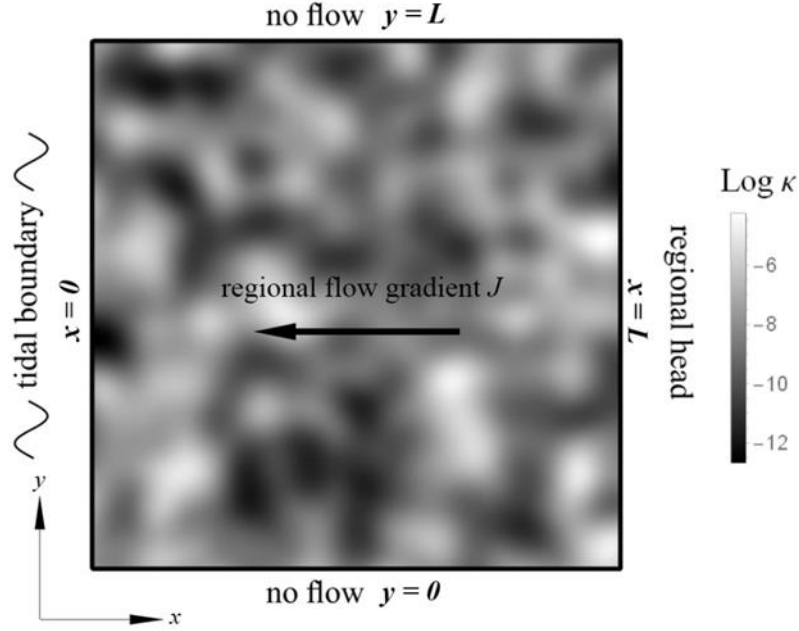 no flow y = L
Log κ
tidal boundary
x = 0
regional flow gradient J
x = L
regional head
−6
−8
−10
−12
y
x
no flow y = 0